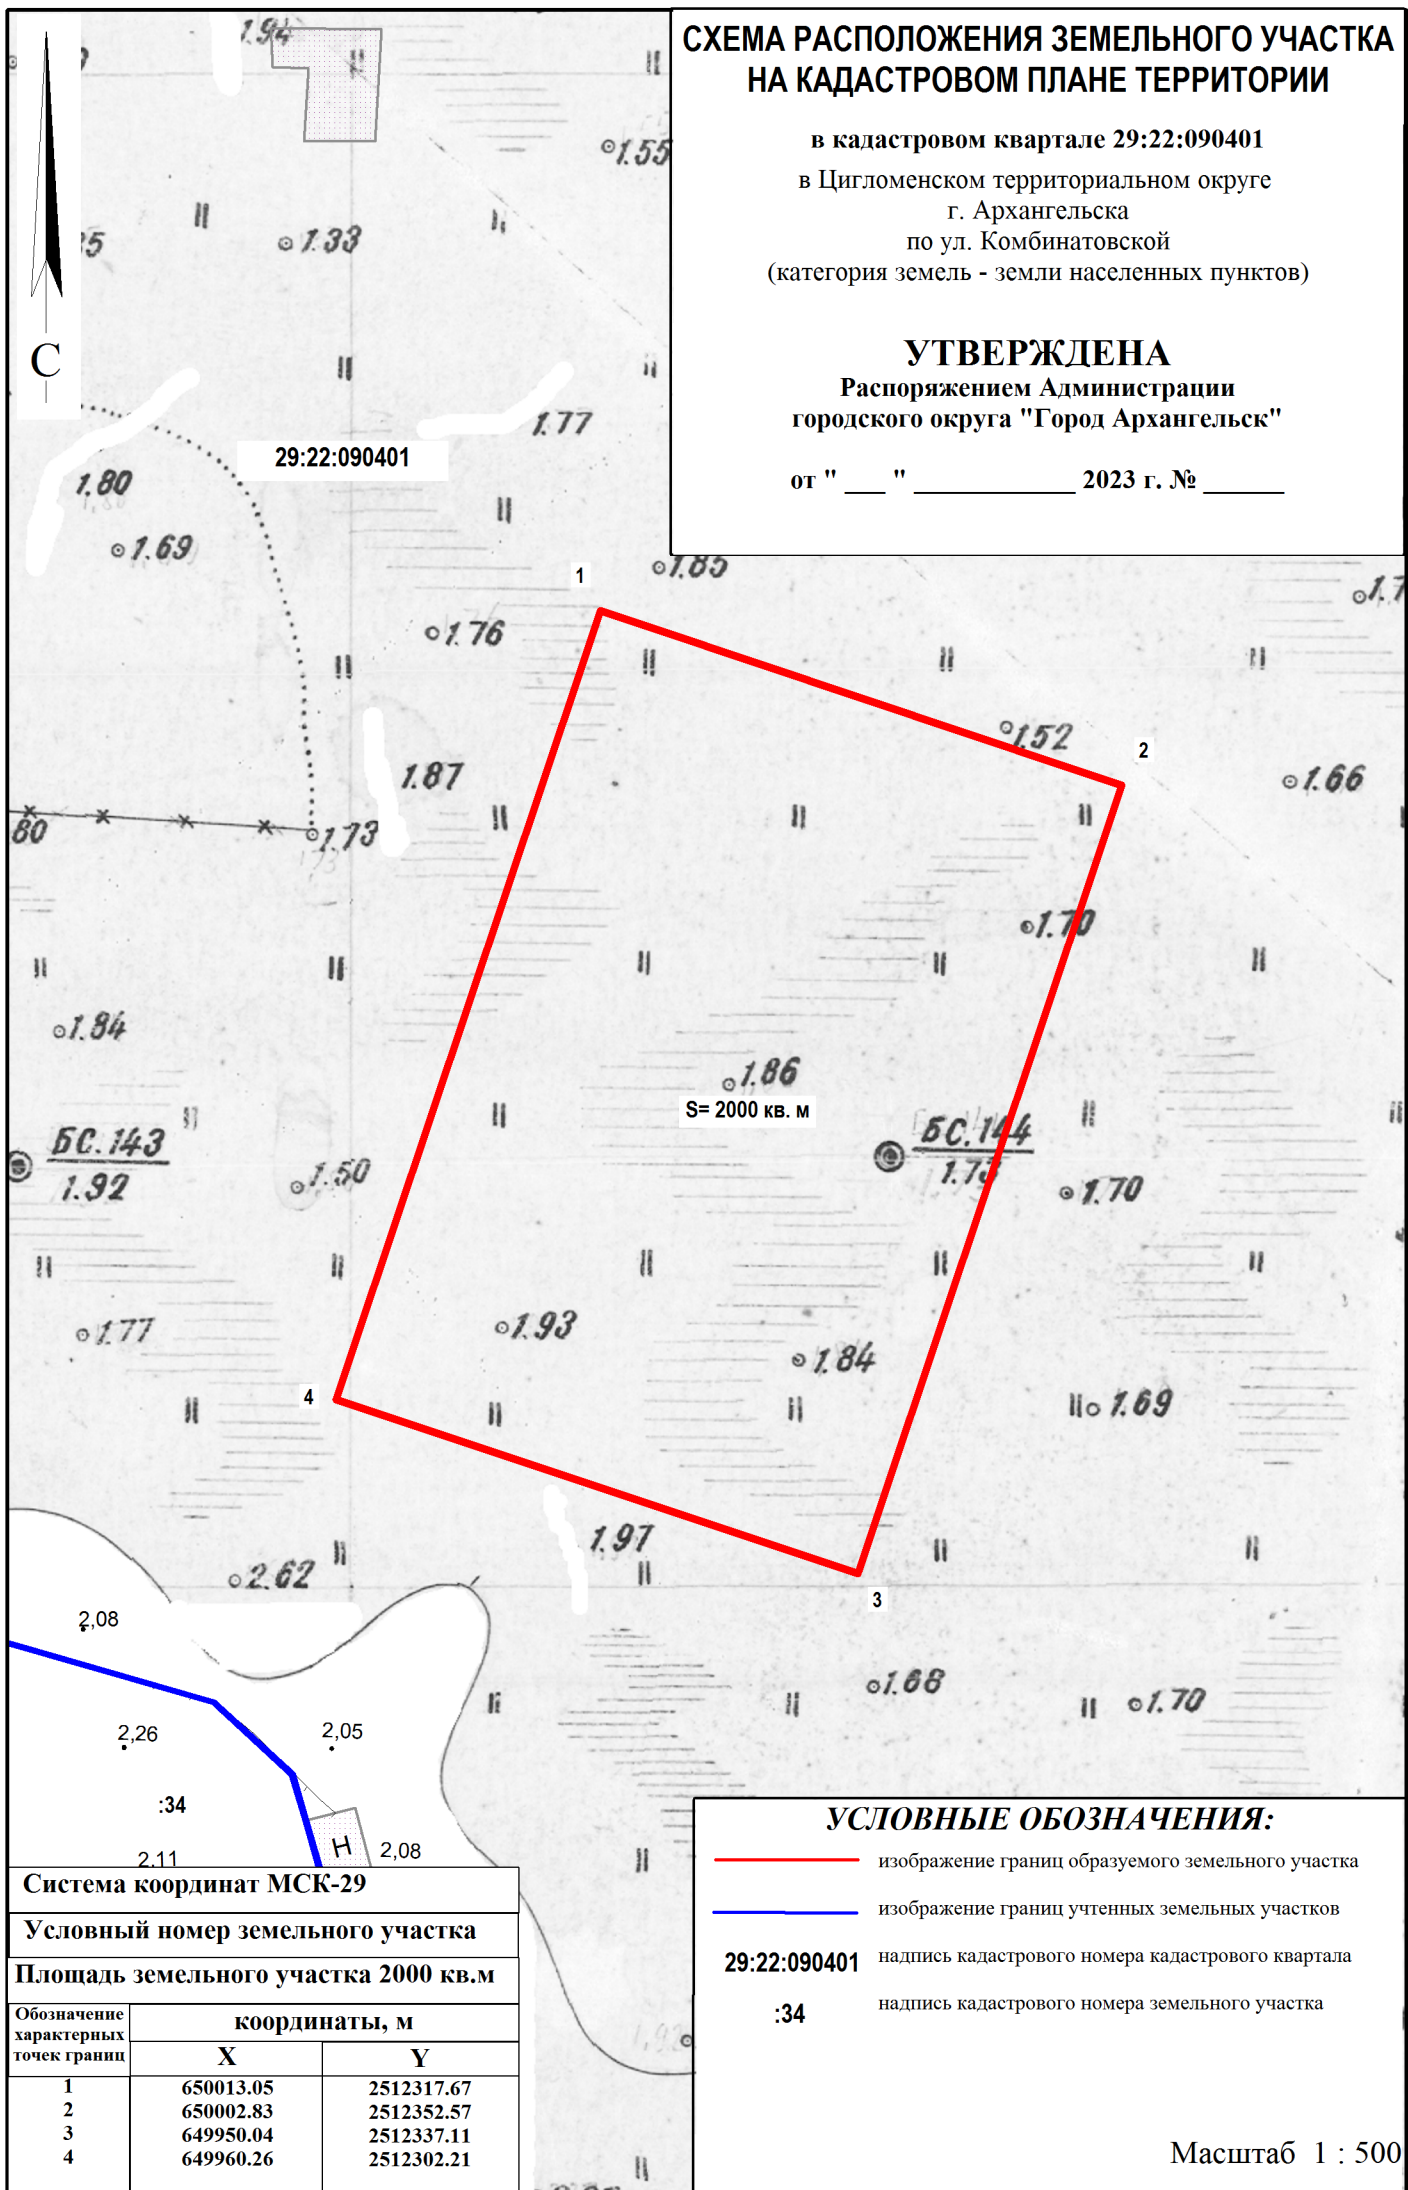 СХЕМА РАСПОЛОЖЕНИЯ ЗЕМЕЛЬНОГО УЧАСТКА
НА КАДАСТРОВОМ ПЛАНЕ ТЕРРИТОРИИ
в кадастровом квартале 29:22:090401
в Цигломенском территориальном округе
г. Архангельска
по ул. Комбинатовской
(категория земель - земли населенных пунктов)
УТВЕРЖДЕНА
Распоряжением Администрации
городского округа "Город Архангельск"
от " ___ " ____________ 2023 г. № ______
1.94
1.55
1.33
С
1.77
29:22:090401
1.80
1.69
1.85
1
1.76
1.52
2
1.66
1.87
80
1.73
1.70
1.84
1.86
S= 2000 кв. м
БС.143
1.92
БС.144
1.73
1.50
1.70
1.77
1.93
1.84
4
1.69
1.97
2.62
3
2,08
1.68
1.70
2,26
2,05
:34
Н
2,08
2.11
Система координат МСК-29
Условный номер земельного участка
Площадь земельного участка 2000 кв.м
Обозначение
характерных
точек границ
координаты, м
X Y
1 650013.05 2512317.67
2 650002.83 2512352.57
3 649950.04 2512337.11
4 649960.26 2512302.21
1,92
УСЛОВНЫЕ ОБОЗНАЧЕНИЯ:
изображение границ образуемого земельного участка
изображение границ учтенных земельных участков
29:22:090401 надпись кадастрового номера кадастрового квартала
:34 надпись кадастрового номера земельного участка
Масштаб 1 : 500